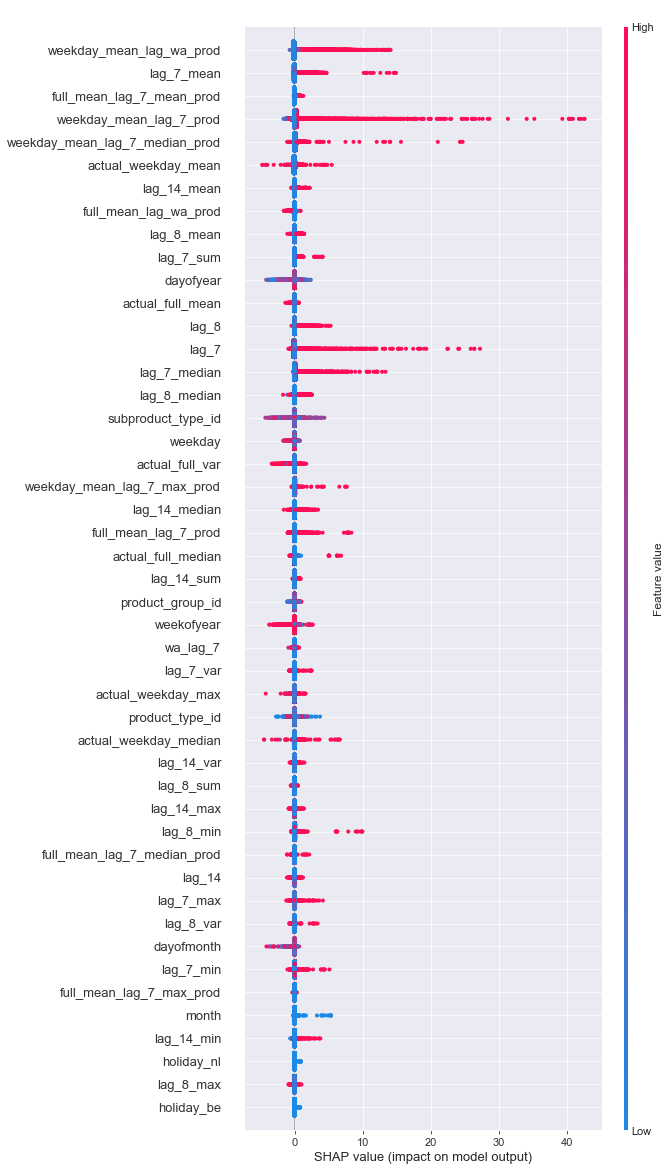 High
weekday_mean_lag_wa_prod
lag_7_mean
full_mean_lag_7_mean_prod
weekday_mean_lag_7_prod
weekday_mean_lag_7_median_prod
actual_weekday_mean
lag_14_mean
full_mean_lag_wa_prod
lag_8_mean
lag_7_sum
dayofyear
actual_full_mean
lag_8
lag_7
lag_7_median
lag_8_median
subproduct_type_id
weekday
actual_full_var
weekday_mean_lag_7_max_prod
lag_14_median
full_mean_lag_7_prod
actual_full_median
lag_14_sum
product_group_id
weekofyear
wa_lag_7
lag_7_var
actual_weekday_max
product_type_id
actual_weekday_median
lag_14_var
lag_8_sum
lag_14_max
lag_8_min
full_mean_lag_7_median_prod
lag_14
lag_7_max
lag_8_var
dayofmonth
lag_7_min
full_mean_lag_7_max_prod
month
lag_14_min
holiday_nl
lag_8_max
holiday_be
Feature value
Low
0 10 20 30 40
SHAP value (impact on model output)